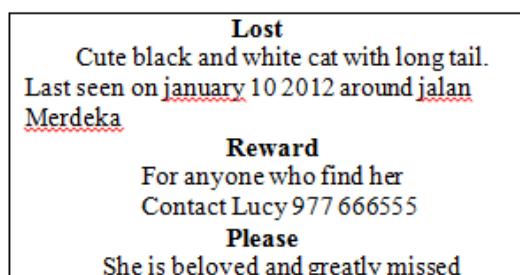 Lost
Cute black and white cat with long tail.
Last seen on january 10 2012 around jalan
Merdeka
Reward
For anyone who find her
Contact Lucy 977 666555
Please
She is beloved and greatly missed